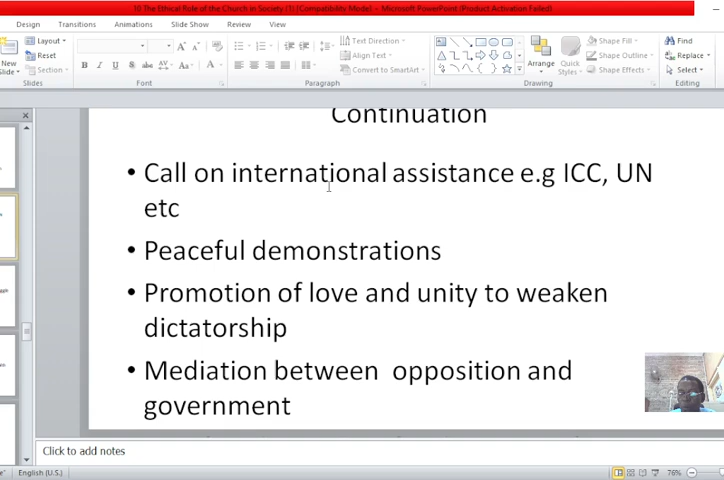 10 The Ethical Role of the Church in Society (1) [Compatibility Mode] - Microsoft PowerPoint (Product Activation Failed)
Design Transitions Animations Slide Show Review View
Layout Text Direction Shape Fill Find
Reset Align Text Shape Outline Replace
New Slide Section Convert to SmartArt Arrange Quick Styles Shape Effects Select
Slides Font Paragraph Drawing Editing
Continuation
• Call on international assistance e.g ICC, UN
etc
• Peaceful demonstrations
• Promotion of love and unity to weaken
dictatorship
• Mediation between opposition and
government
Click to add notes
English (U.S.) 76%